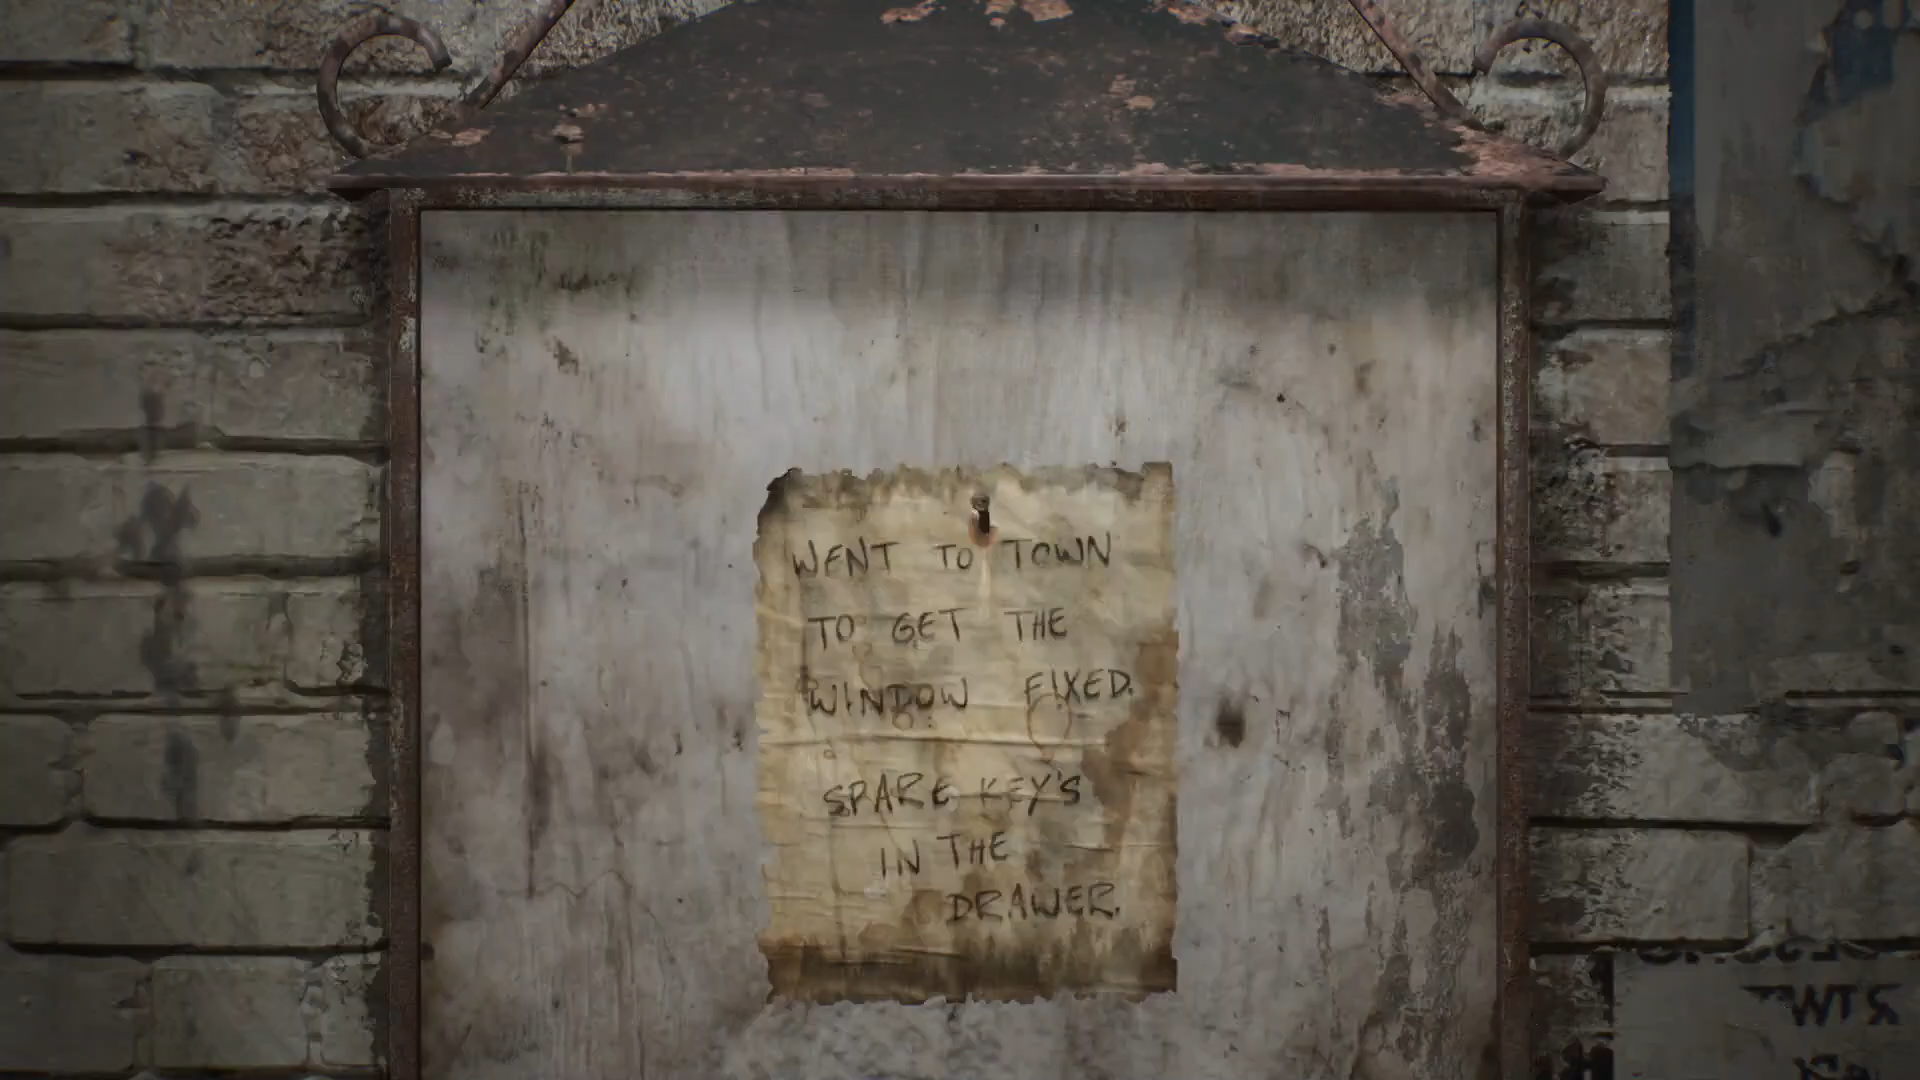 WENT TO TOWN
TO GET THE
WINDOW FIXED.
SPARE KEY'S
IN THE
DRAWER.